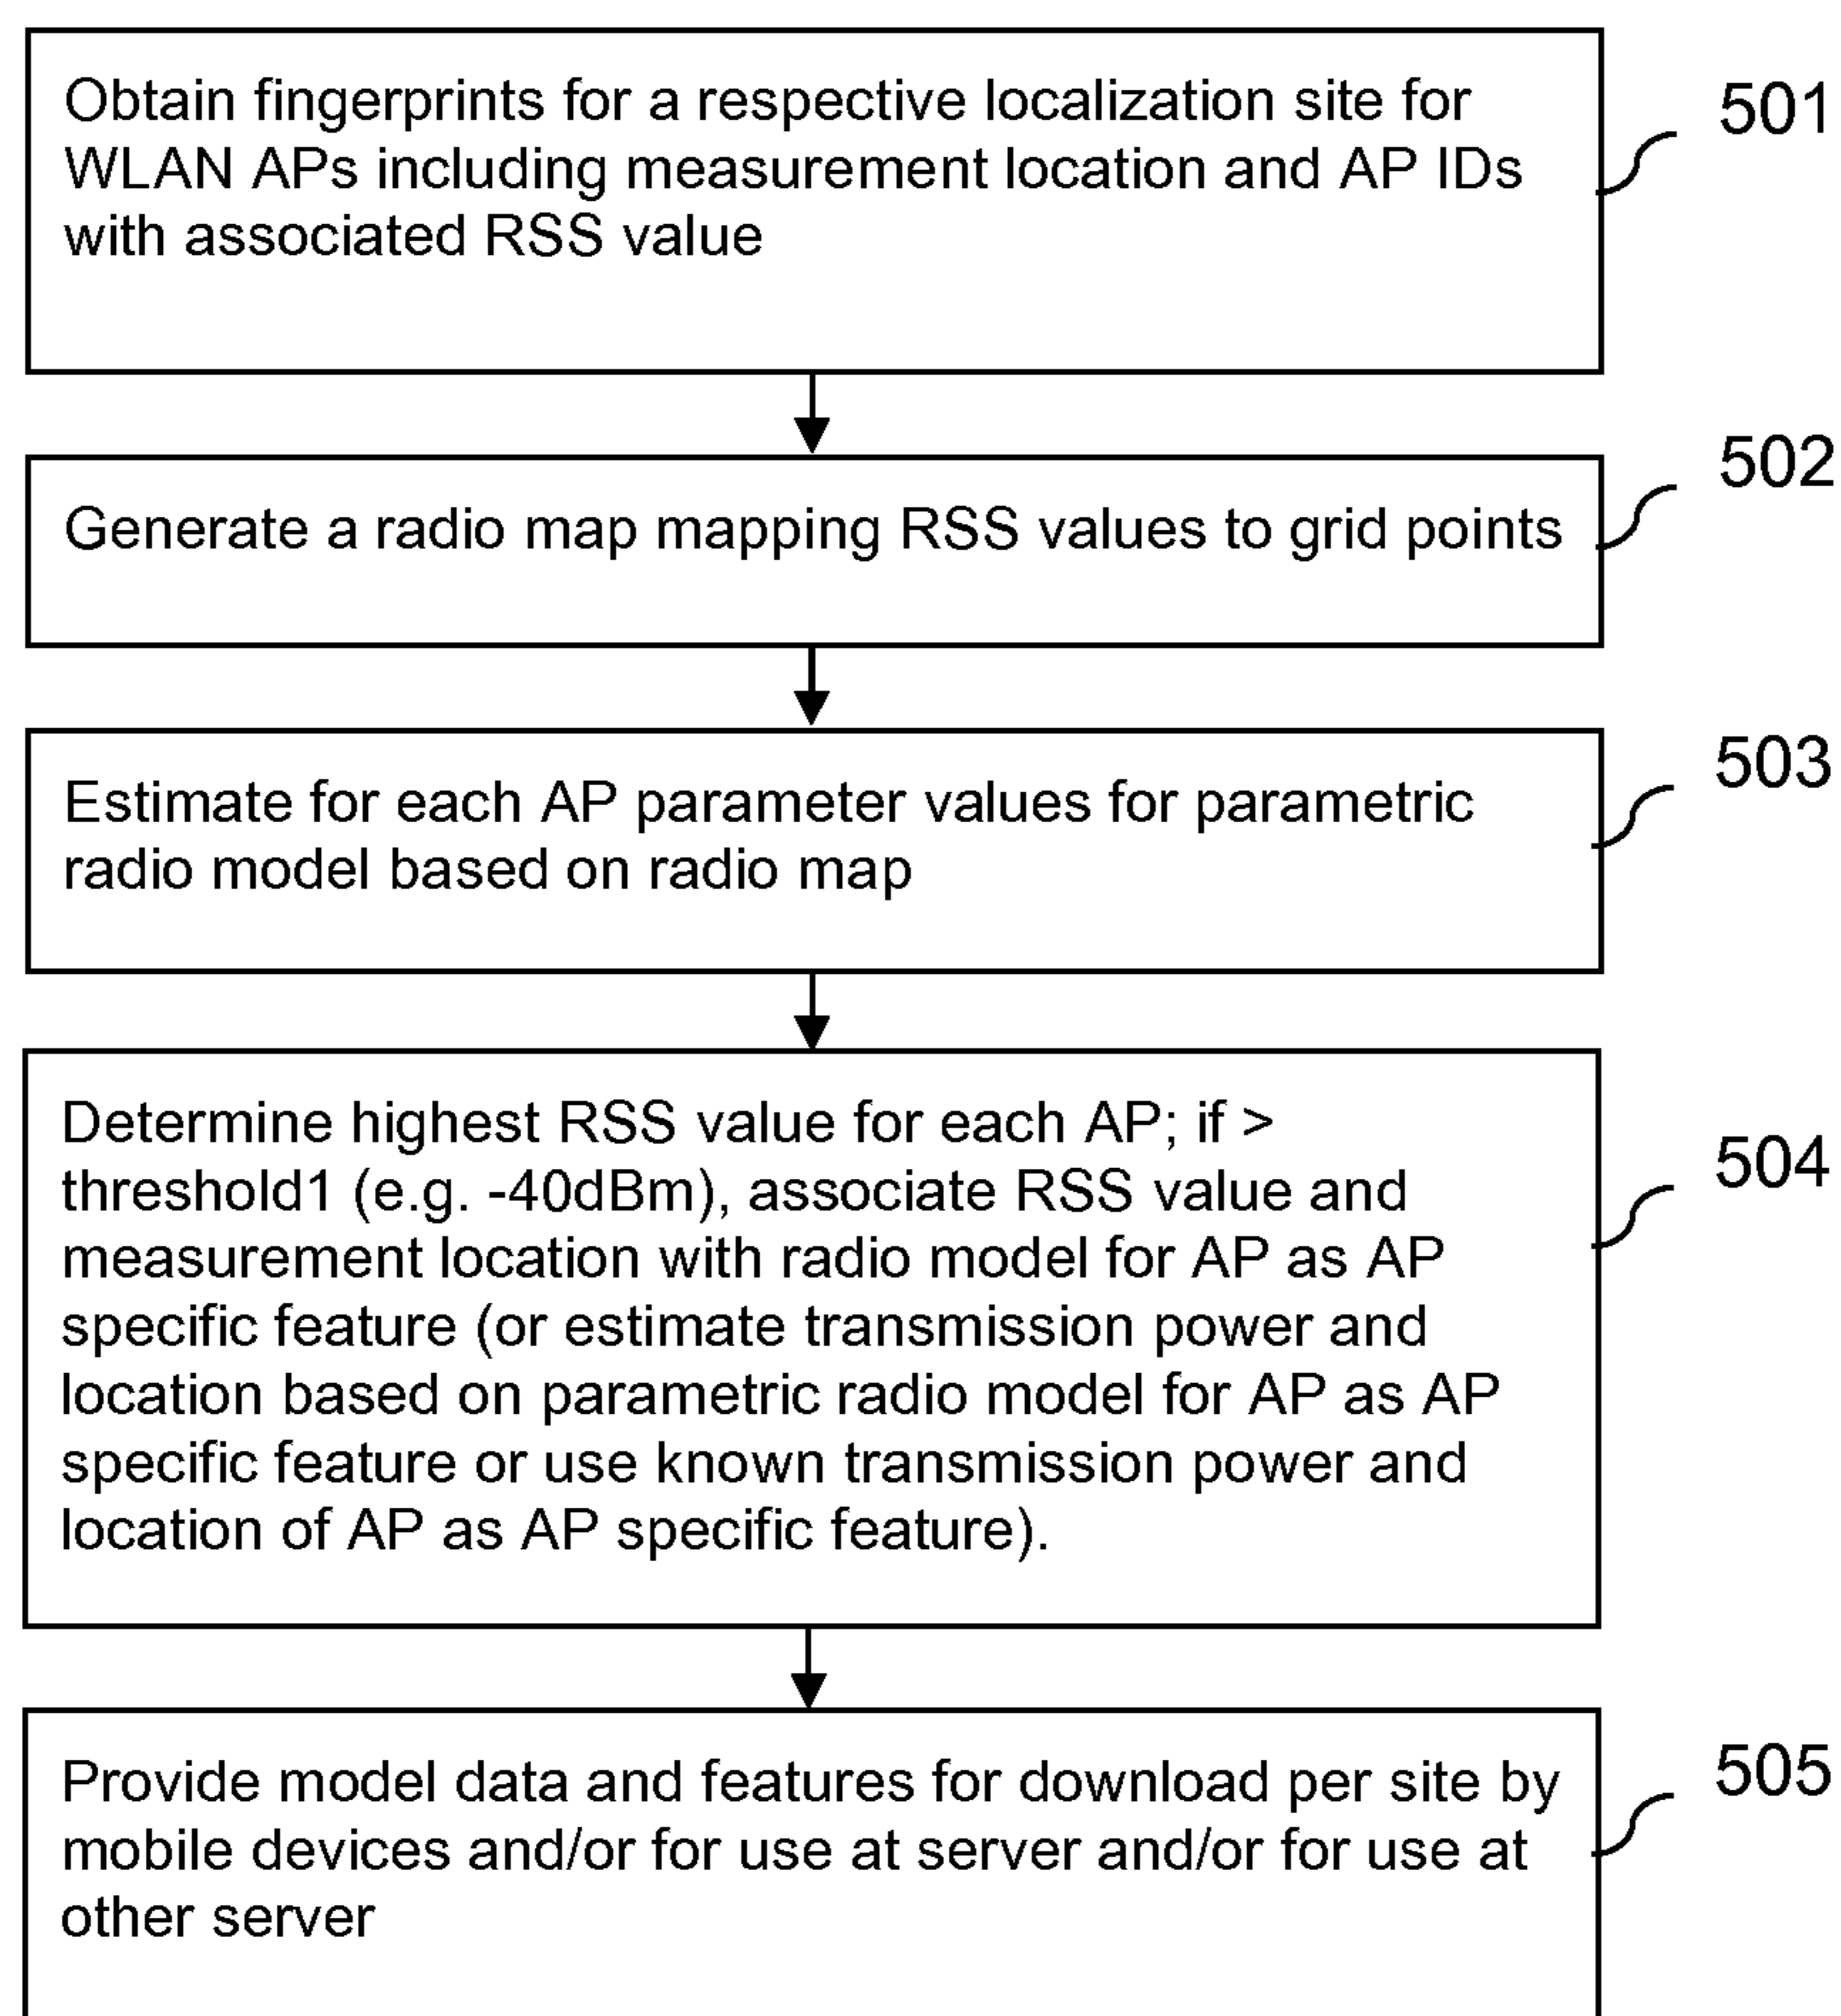 Obtain fingerprints for a respective localization site for
WLAN APs including measurement location and AP IDs
with associated RSS value
501
Generate a radio map mapping RSS values to grid points
502
Estimate for each AP parameter values for parametric
radio model based on radio map
503
Determine highest RSS value for each AP; if >
threshold1 (e.g. -40dBm), associate RSS value and
measurement location with radio model for AP as AP
specific feature (or estimate transmission power and
location based on parametric radio model for AP as AP
specific feature or use known transmission power and
location of AP as AP specific feature).
504
Provide model data and features for download per site by
mobile devices and/or for use at server and/or for use at
other server
505